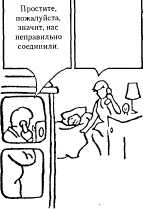 Простите,
пожалуйста,
значит, нас
неправильно
соединили.